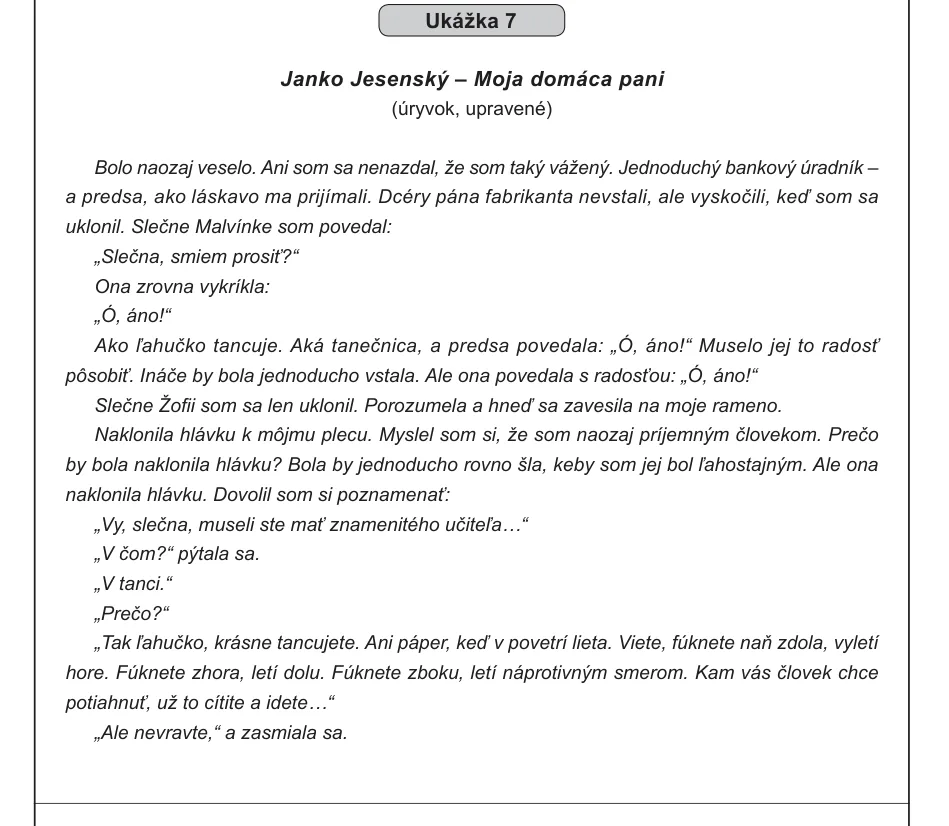 Ukážka 7
Janko Jesenský – Moja domáca pani
(úryvok, upravené)
Bolo naozaj veselo. Ani som sa nenazdal, že som taký vážený. Jednoduchý bankový úradník –
a predsa, ako láskavo ma prijímali. Dcéry pána fabrikanta nevstali, ale vyskočili, keď som sa
uklonil. Slečne Malvínke som povedal:
„Slečna, smiem prosiť?“
Ona zrovna vykríkla:
„Ó, áno!“
Ako ľahučko tancuje. Aká tanečnica, a predsa povedala: „Ó, áno!“ Muselo jej to radosť
pôsobiť. Ináče by bola jednoducho vstala. Ale ona povedala s radosťou: „Ó, áno!“
Slečne Žofii som sa len uklonil. Porozumela a hneď sa zavesila na moje rameno.
Naklonila hlávku k môjmu plecu. Myslel som si, že som naozaj príjemným človekom. Prečo
by bola naklonila hlávku? Bola by jednoducho rovno šla, keby som jej bol ľahostajným. Ale ona
naklonila hlávku. Dovolil som si poznamenať:
„Vy, slečna, museli ste mať znamenitého učiteľa…“
„V čom?“ pýtala sa.
„V tanci.“
„Prečo?“
„Tak ľahučko, krásne tancujete. Ani páper, keď v povetrí lieta. Viete, fúknete naň zdola, vyletí
hore. Fúknete zhora, letí dolu. Fúknete zboku, letí náprotivným smerom. Kam vás človek chce
potiahnuť, už to cítite a idete…“
„Ale nevravte,“ a zasmiala sa.